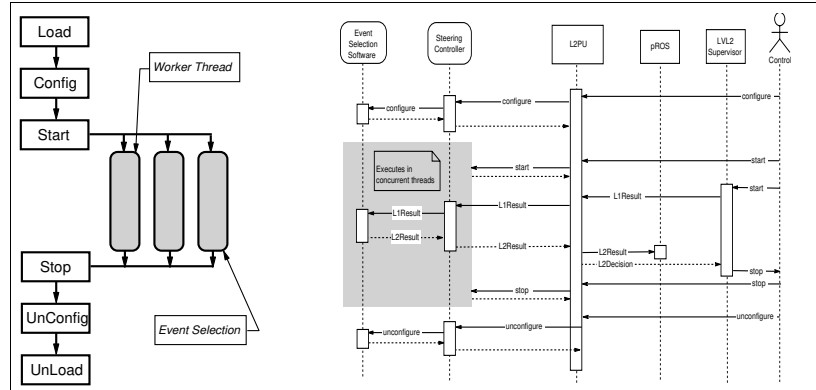 Load
Config
Start
Worker Thread
Stop
UnConfig
UnLoad
Event Selection
Event
Selection
Software
Steering
Controller
L2PU
pROS
LVL2
Supervisor
Control
configure
configure
configure
Executes in
concurrent threads
start
start
start
L1Result
L1Result
L1Result
L2Result
L2Result
L2Result
L2Decision
stop
stop
stop
unconfigure
unconfigure
unconfigure